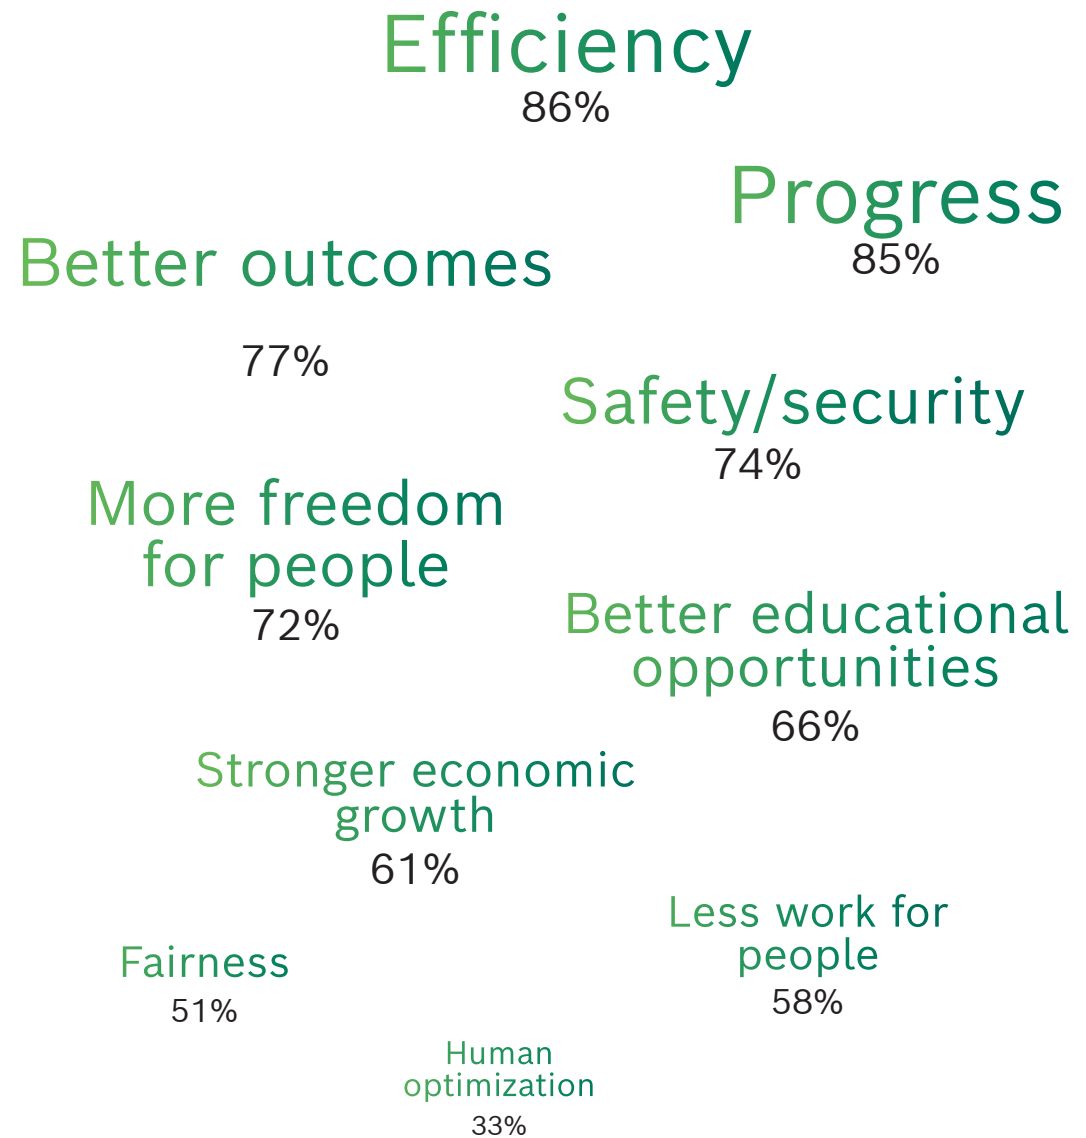 Efficiency
86%
Progress
85%
Better outcomes
77%
Safety/security
74%
More freedom
for people
72%
Better educational
opportunities
66%
Stronger economic
growth
61%
Less work for
people
58%
Fairness
51%
Human
optimization
33%